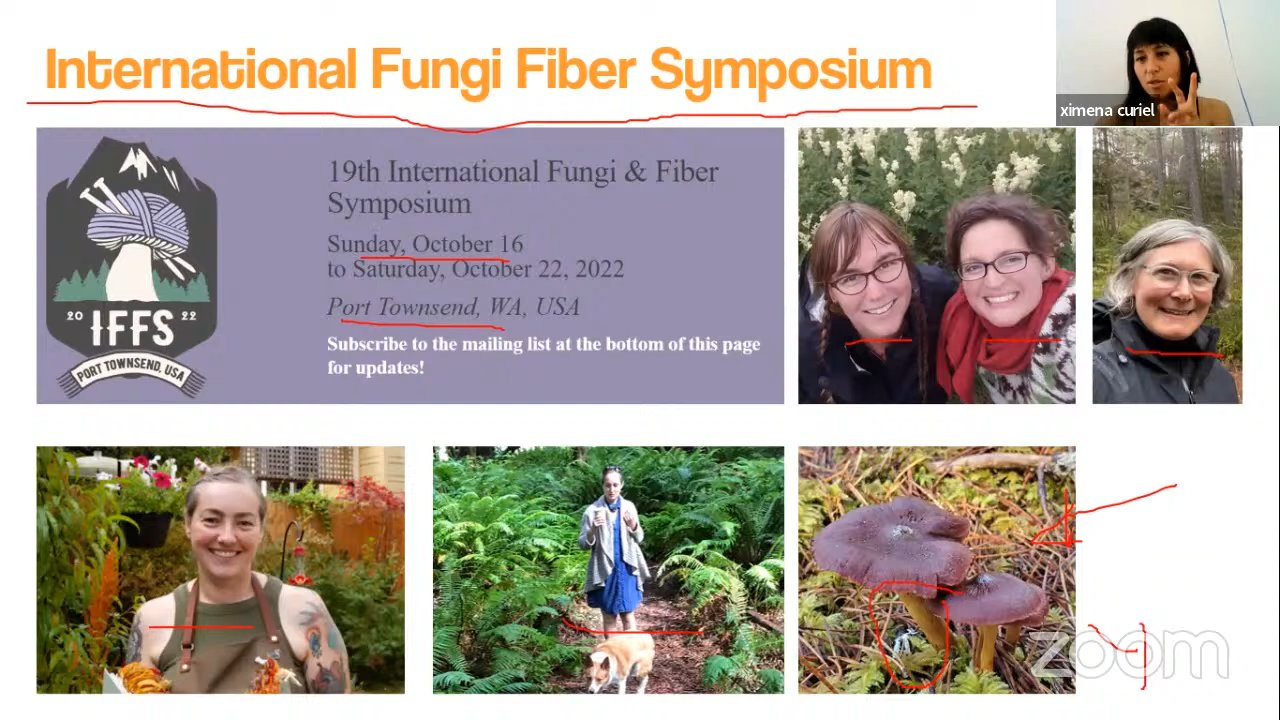 International Fungi Fiber Symposium
ximena curiel
20 22
IFFS
PORT TOWNSEND, USA
19th International Fungi & Fiber
Symposium
Sunday, October 16
to Saturday, October 22, 2022
Port Townsend, WA, USA
Subscribe to the mailing list at the bottom of this page
for updates!
zoom